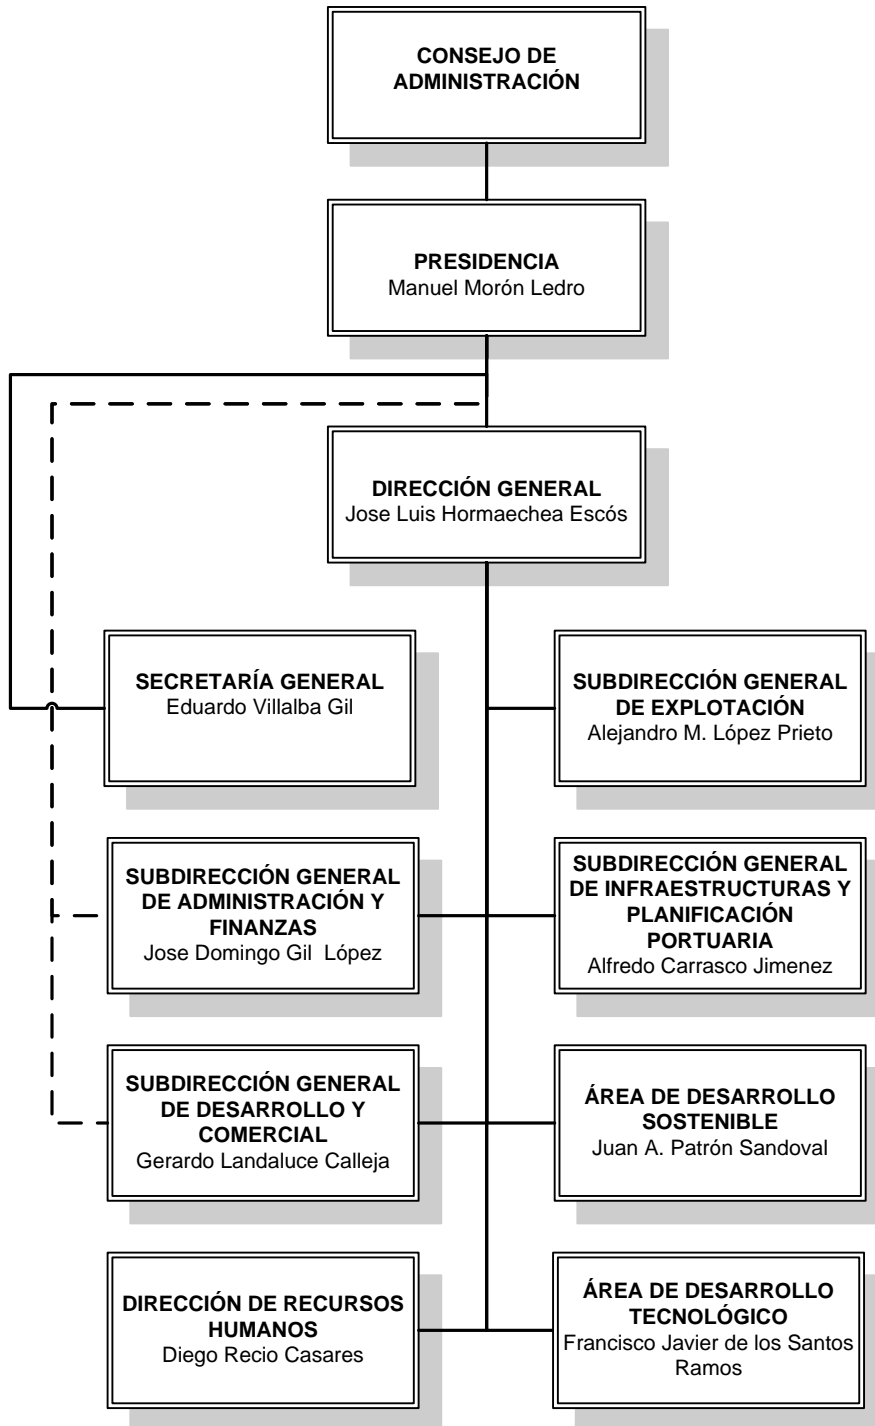 CONSEJO DE
ADMINISTRACIÓN
PRESIDENCIA
Manuel Morón Ledro
DIRECCIÓN GENERAL
Jose Luis Hormaechea Escós
SECRETARÍA GENERAL
Eduardo Villalba Gil
SUBDIRECCIÓN GENERAL
DE EXPLOTACIÓN
Alejandro M. López Prieto
SUBDIRECCIÓN GENERAL
DE ADMINISTRACIÓN Y
FINANZAS
Jose Domingo Gil  López
SUBDIRECCIÓN GENERAL
DE INFRAESTRUCTURAS Y
PLANIFICACIÓN
PORTUARIA
Alfredo Carrasco Jimenez
SUBDIRECCIÓN GENERAL
DE DESARROLLO Y
COMERCIAL
Gerardo Landaluce Calleja
ÁREA DE DESARROLLO
SOSTENIBLE
Juan A. Patrón Sandoval
DIRECCIÓN DE RECURSOS
HUMANOS
Diego Recio Casares
ÁREA DE DESARROLLO
TECNOLÓGICO
Francisco Javier de los Santos
Ramos